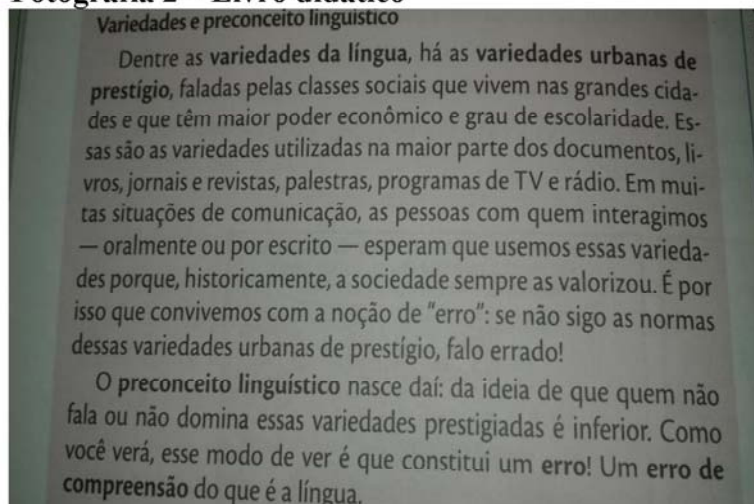 Variedades e preconceito linguístico
Dentre as variedades da língua, há as variedades urbanas de
prestígio, faladas pelas classes sociais que vivem nas grandes cida-
des e que têm maior poder econômico e grau de escolaridade. Es-
sas são as variedades utilizadas na maior parte dos documentos, li-
vros, jornais e revistas, palestras, programas de TV e rádio. Em mui-
tas situações de comunicação, as pessoas com quem interagimos
— oralmente ou por escrito — esperam que usemos essas varieda-
des porque, historicamente, a sociedade sempre as valorizou. É por
isso que convivemos com a noção de "erro": se não sigo as normas
dessas variedades urbanas de prestígio, falo errado!
O preconceito linguístico nasce daí: da ideia de que quem não
fala ou não domina essas variedades prestigiadas é inferior. Como
você verá, esse modo de ver é que constitui um erro! Um erro de
compreensão do que é a língua.